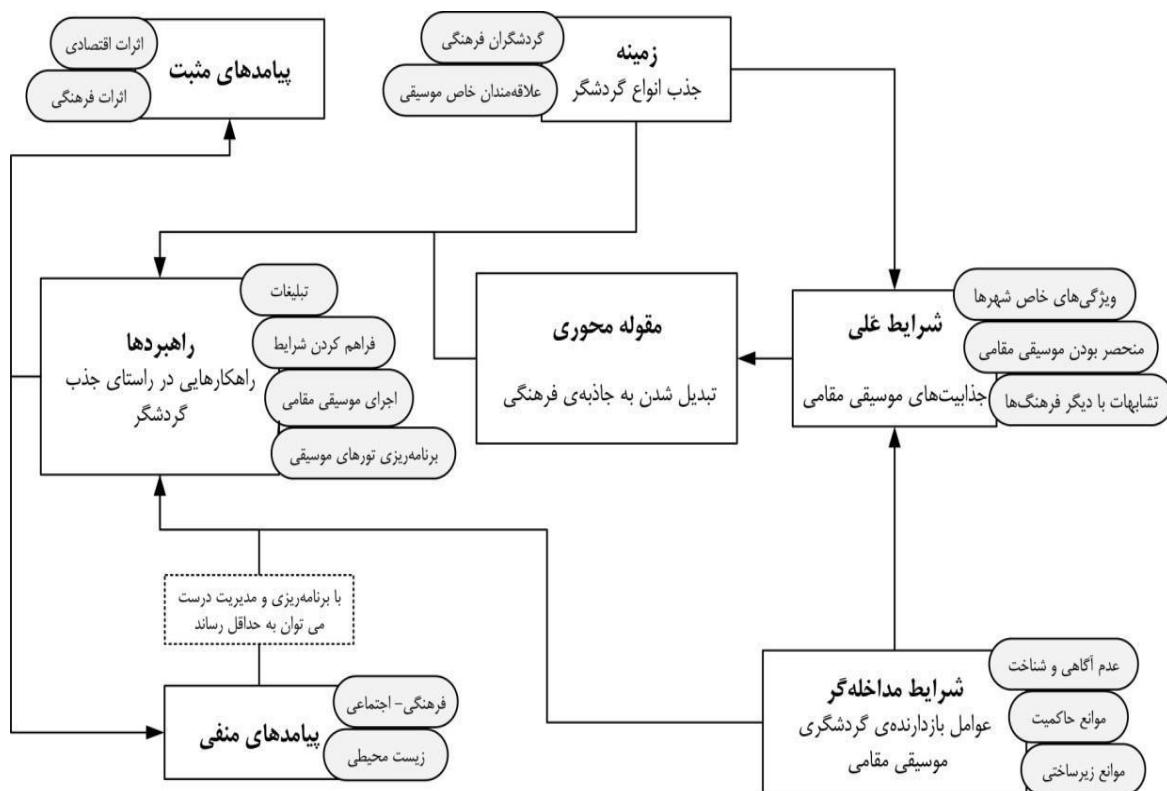 زمینه
جذب انواع گردشگر
گردشگران فرهنگی
علاقه‌مندان خاص موسیقی
پیامدهای مثبت
اثرات اقتصادی
اثرات فرهنگی
ویژگی‌های خاص شهرها
منحصر بودن موسیقی مقامی
تشابهات با دیگر فرهنگ‌ها
شرایط عّلی
جذابیت‌های موسیقی مقامی
مقوله محوری
تبدیل شدن به جاذبه‌ی فرهنگی
تبلیغات
فراهم کردن شرایط
اجرای موسیقی مقامی
برنامه‌ریزی تورهای موسیقی
راهبردها
راهکارهایی در راستای جذب
گردشگر
با برنامه‌ریزی و مدیریت درست
می توان به حداقل رساند
عدم آگاهی و شناخت
موانع حاکمیت
موانع زیرساختی
شرایط مداخله‌گر
عوامل بازدارنده‌ی گردشگری
موسیقی مقامی
فرهنگی- اجتماعی
زیست محیطی
پیامدهای منفی